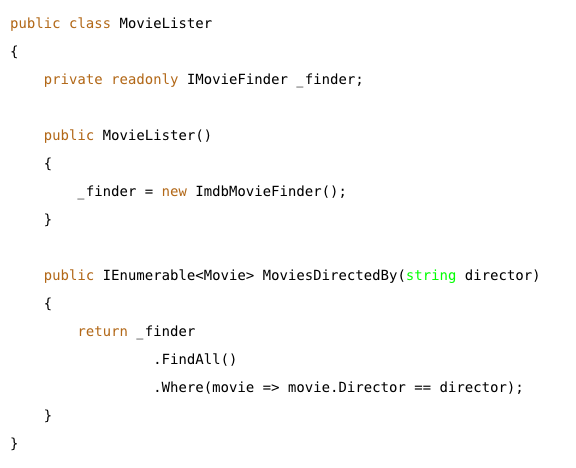 public class MovieLister
{
    private readonly IMovieFinder _finder;

    public MovieLister()
    {
        _finder = new ImdbMovieFinder();
    }

    public IEnumerable<Movie> MoviesDirectedBy(string director)
    {
        return _finder
                 .FindAll()
                 .Where(movie => movie.Director == director);
    }
}